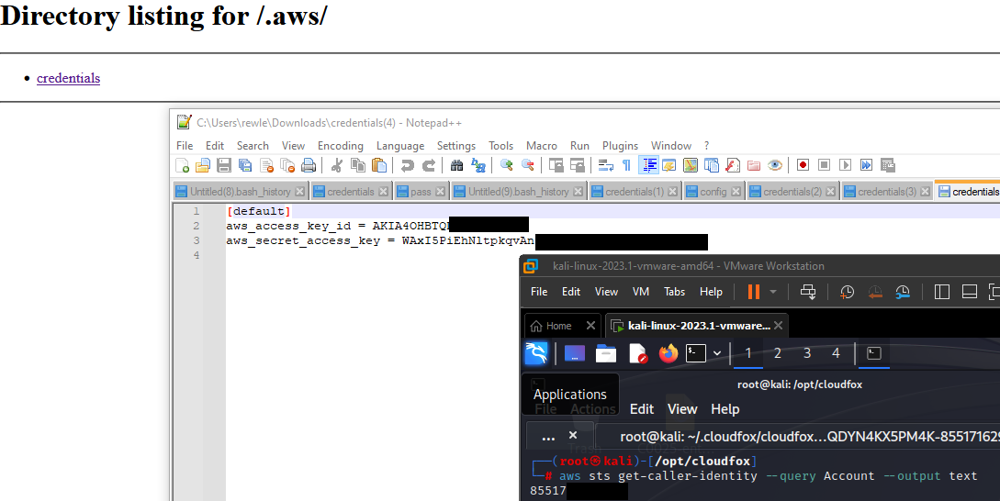 Directory listing for /.aws/
credentials
C:\Users\rewle\Downloads\credentials(4) - Notepad++
File Edit Search View Encoding Language Settings Tools Macro Run Plugins Window ?
Untitled(8).bash_history credentials pass Untitled(9).bash_history credentials(1) config credentials(2) credentials(3) credentials
1 [default]
2 aws_access_key_id = AKIA4OHBTQ
3 aws_secret_access_key = WAxI5PiEhNltpkqvAn
4
kali-linux-2023.1-vmware-amd64 - VMware Workstation
File Edit View VM Tabs Help
Home kali-linux-2023.1-vmware...
1 2 3 4
root@kali: /opt/cloudfox
Applications
File Actions Edit View Help
... root@kali: ~/.cloudfox/cloudfox...QDYN4KX5PM4K-85517162
(root㉿kali)-[/opt/cloudfox]
# aws sts get-caller-identity --query Account --output text
85517